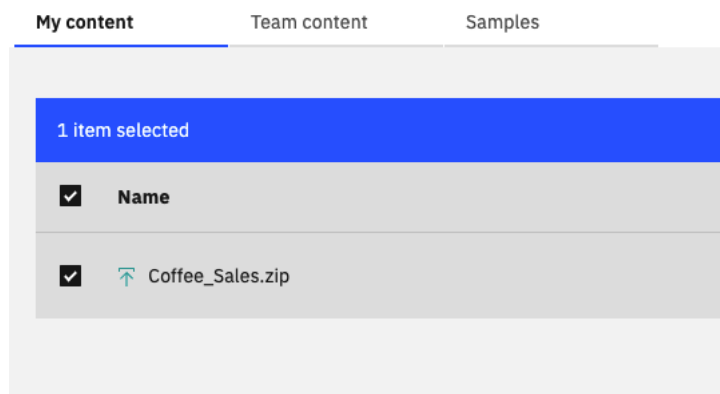 My content
Team content
Samples
1 item selected
Name
Coffee_Sales.zip